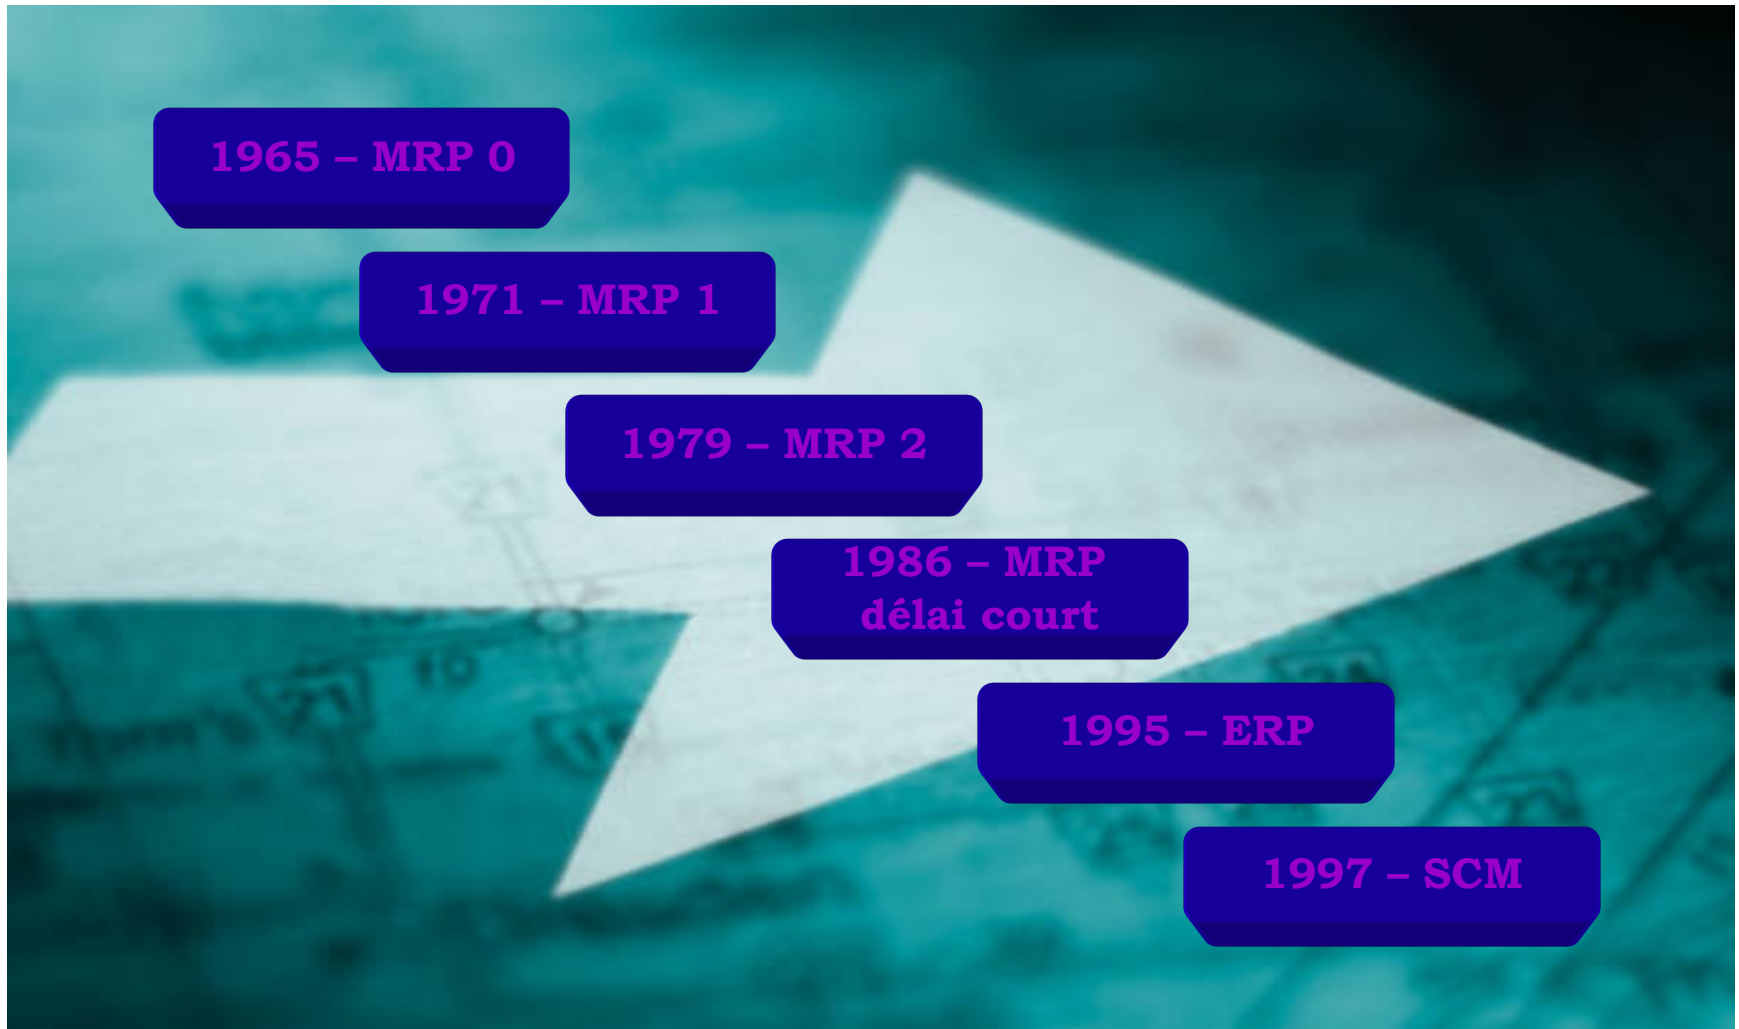 1965 – MRP 0
1971 – MRP 1
1979 – MRP 2
1986 – MRP
délai court
1995 – ERP
1997 – SCM